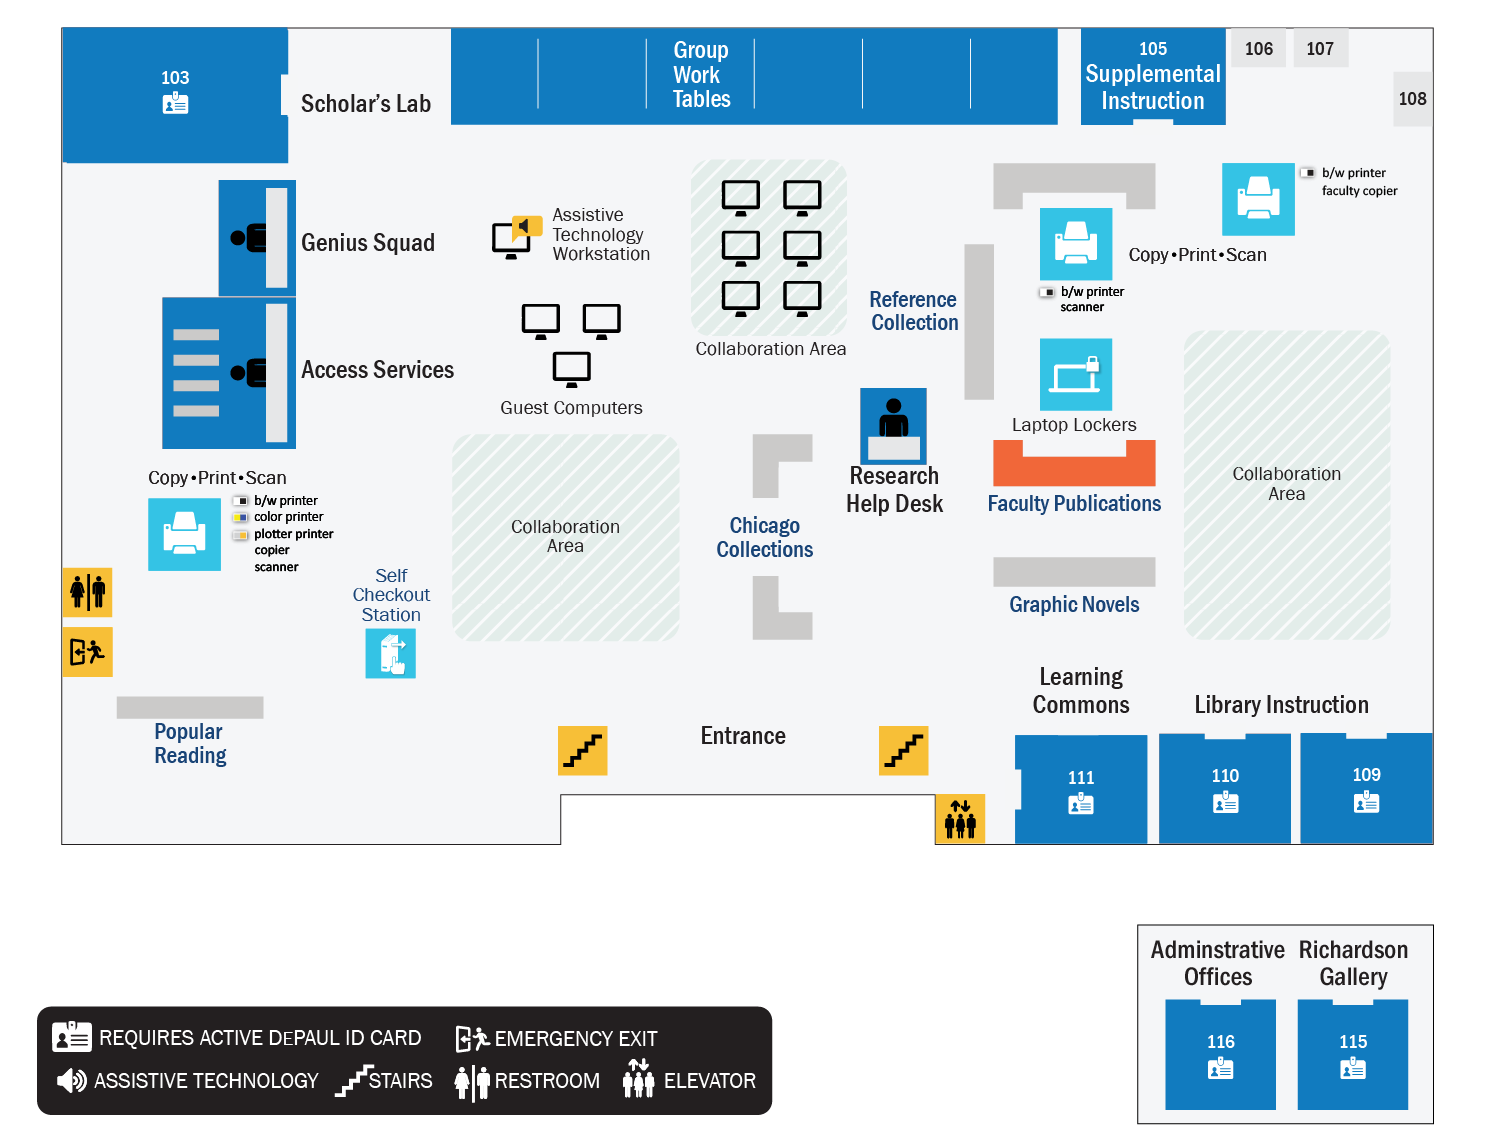 103
Scholar's Lab
Group
Work
Tables
105
Supplemental
Instruction
106
107
108
b/w printer
faculty copier
Genius Squad
Assistive
Technology
Workstation
Copy•Print•Scan
b/w printer
scanner
Reference
Collection
Collaboration Area
Access Services
Guest Computers
Laptop Lockers
Copy•Print•Scan
b/w printer
color printer
plotter printer
copier
scanner
Research
Help Desk
Faculty Publications
Collaboration
Area
Collaboration
Area
Chicago
Collections
Self
Checkout
Station
Graphic Novels
Popular
Reading
Entrance
Learning
Commons
Library Instruction
111
110
109
Adminstrative
Offices
Richardson
Gallery
116
115
REQUIRES ACTIVE DEPAUL ID CARD
EMERGENCY EXIT
ASSISTIVE TECHNOLOGY
STAIRS
RESTROOM
ELEVATOR